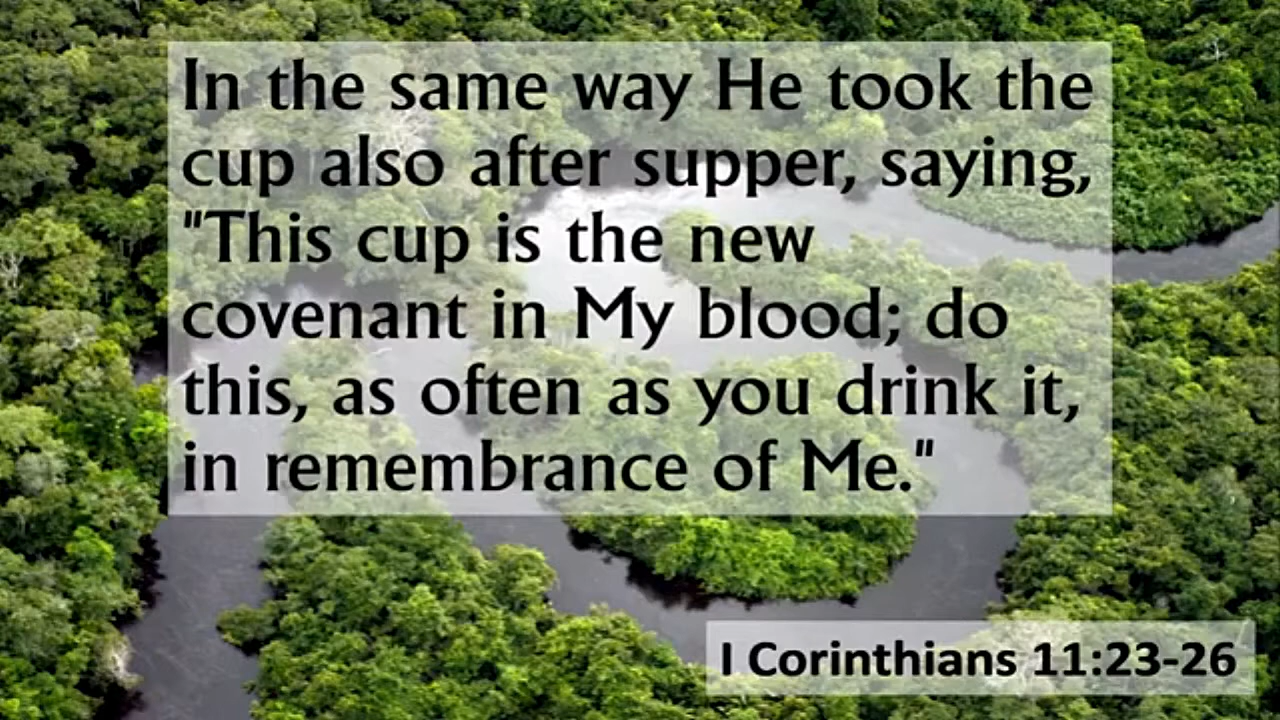 In the same way He took the
cup also after supper, saying,
"This cup is the new
covenant in My blood; do
this, as often as you drink it,
in remembrance of Me."
I Corinthians 11:23-26